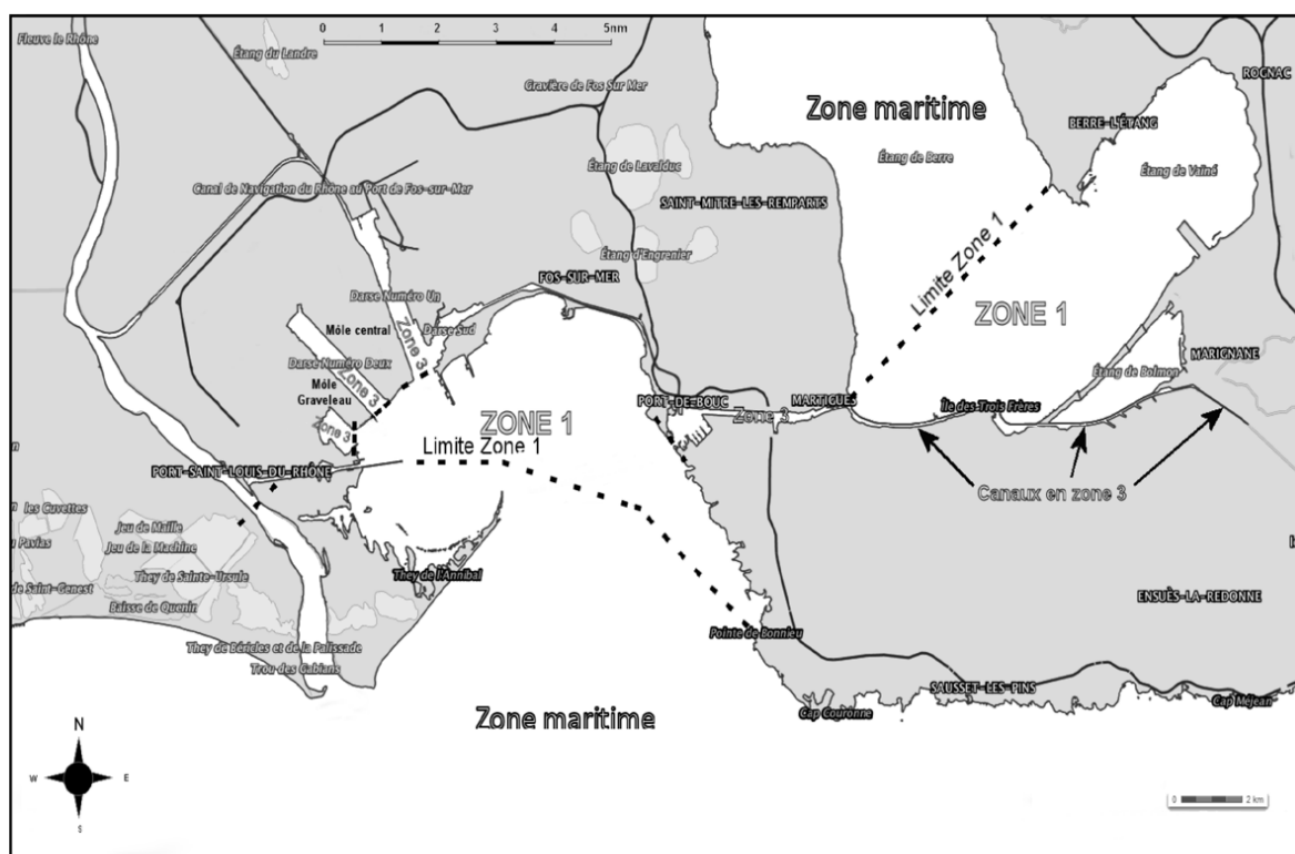 0 1 2 3 4 5nm
Fleuve le Rhône
Étang du Landre
Gravière de Fos Sur Mer
ROGNAC
Zone maritime
BERRE-L'ÉTANG
Étang de Berre
Étang de Lavalduc
Étang de Vaïné
Canal de Navigation du Rhône au Port de Fos-sur-Mer
SAINT-MITRE-LES-REMPARTS
Étang d'Engrenier
Limite Zone 1
FOS-SUR-MER
Darse Numéro Un
ZONE 1
Môle central
Darse Sud
Zone 3
Darse Numéro Deux
MARIGNANE
Étang de Bolmon
Môle
Graveleau
Zone 3
PORT-DE-BOUC
MARTIGUES
Île des Trois Frères
Zone 3
ZONE 1
Zone 3
Limite Zone 1
PORT-SAINT-LOUIS-DU-RHÔNE
Canaux en zone 3
les Cuvettes
Jeu de Maille
Jeu de la Machine
They de Sainte-Ursule
They de l'Annibal
de Saint-Genest
Baisse de Quenin
ENSUÈS-LA-REDONNE
Pointe de Bonnieu
They de Béricles et de la Palissade
Trou des Gabians
SAUSSET-LES-PINS
Cap Méjean
Cap Couronne
Zone maritime
N
W E
S
0 2 km